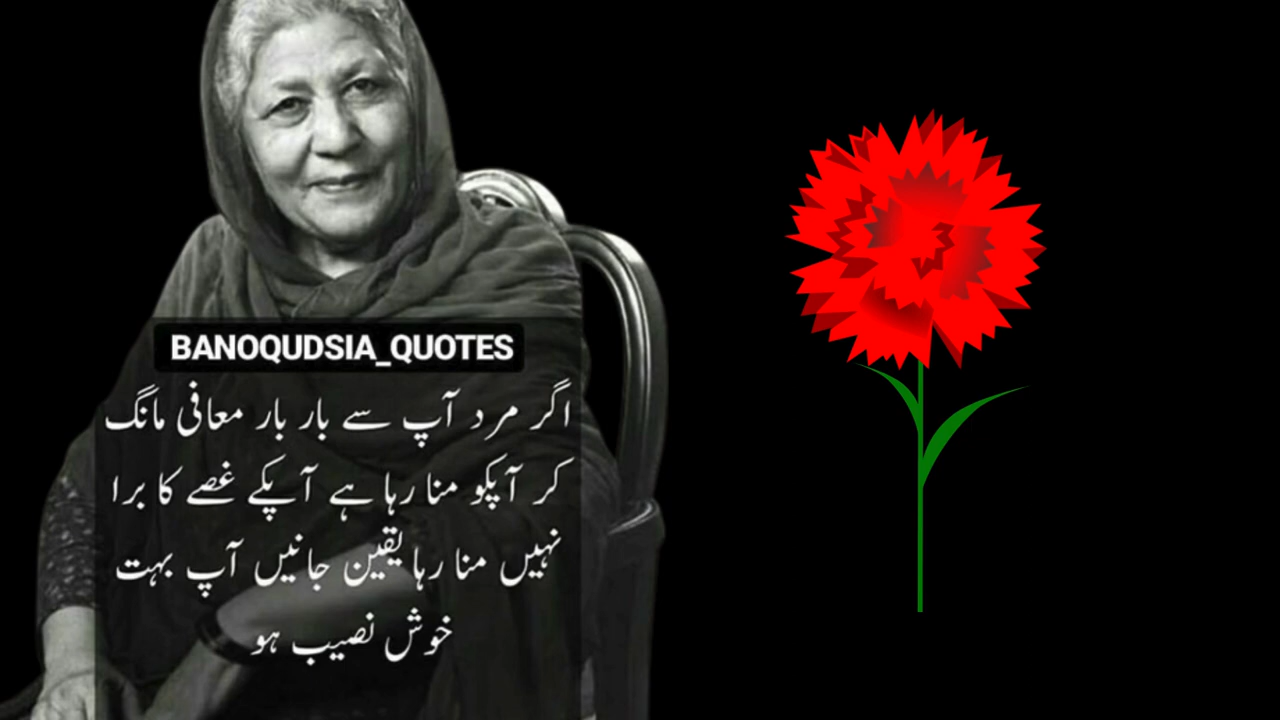 BANOQUDSIA_QUOTES
اگر مرد آپ سے بار بار معافی مانگ
کر آپکو منا رہا ہے آپکے غصے کا برا
نہیں منا رہا یقین جانیں آپ بہت
خوش نصیب ہو